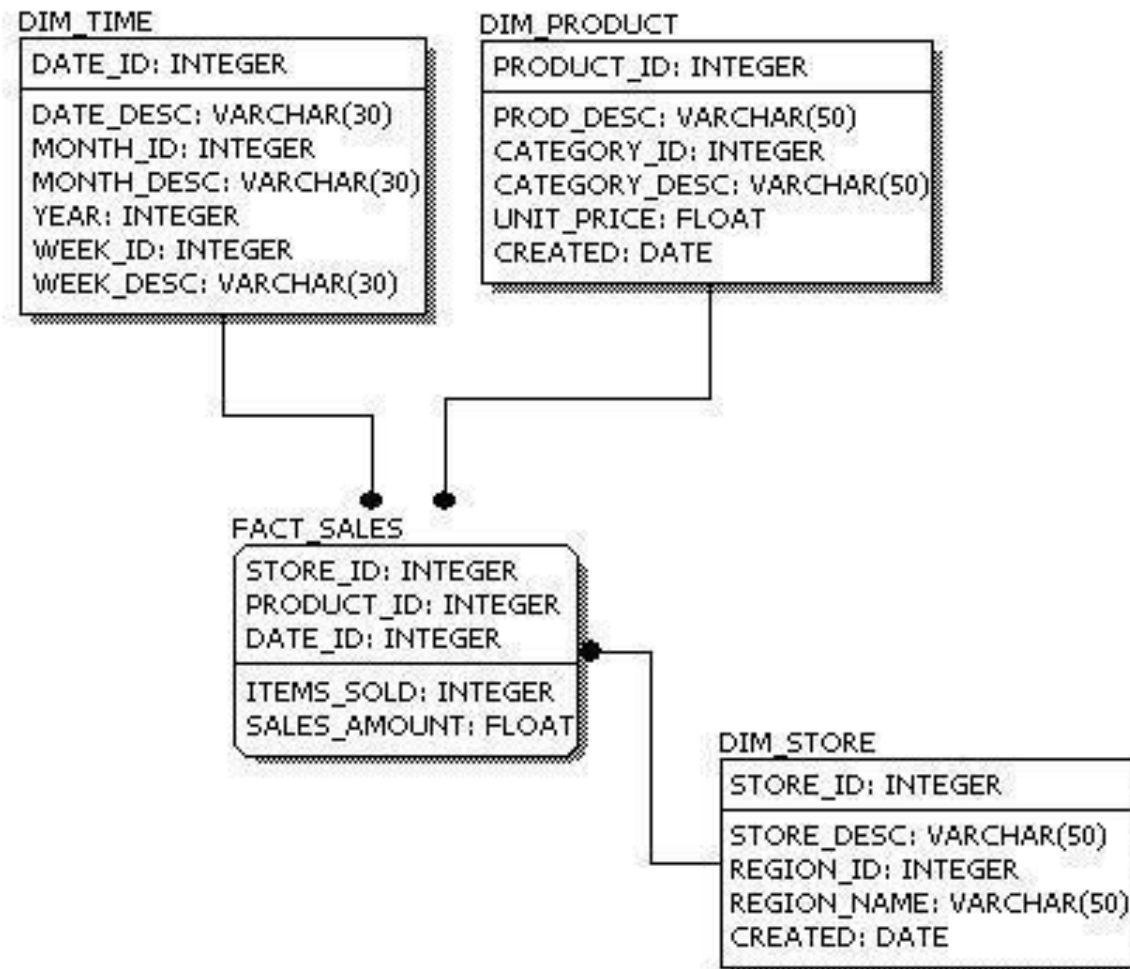 DIM_TIME
DATE_ID: INTEGER
DATE_DESC: VARCHAR(30)
MONTH_ID: INTEGER
MONTH_DESC: VARCHAR(30)
YEAR: INTEGER
WEEK_ID: INTEGER
WEEK_DESC: VARCHAR(30)
DIM_PRODUCT
PRODUCT_ID: INTEGER
PROD_DESC: VARCHAR(50)
CATEGORY_ID: INTEGER
CATEGORY_DESC: VARCHAR(50)
UNIT_PRICE: FLOAT
CREATED: DATE
FACT_SALES
STORE_ID: INTEGER
PRODUCT_ID: INTEGER
DATE_ID: INTEGER
ITEMS_SOLD: INTEGER
SALES_AMOUNT: FLOAT
DIM_STORE
STORE_ID: INTEGER
STORE_DESC: VARCHAR(50)
REGION_ID: INTEGER
REGION_NAME: VARCHAR(50)
CREATED: DATE